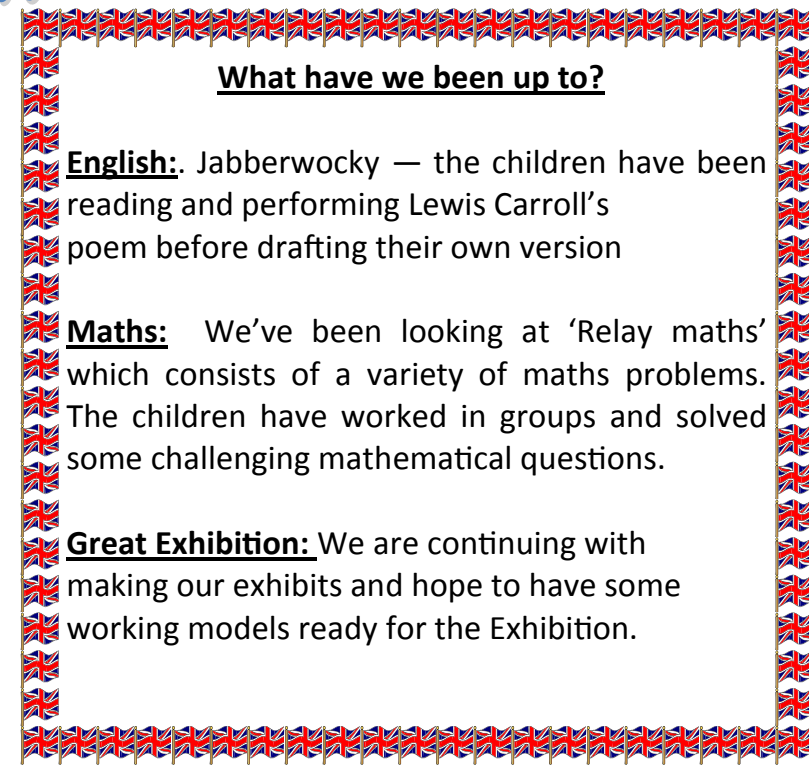 What have we been up to?
English:. Jabberwocky — the children have been
reading and performing Lewis Carroll’s
poem before drafting their own version
Maths: We’ve been looking at ‘Relay maths’
which consists of a variety of maths problems.
The children have worked in groups and solved
some challenging mathematical questions.
Great Exhibition: We are continuing with
making our exhibits and hope to have some
working models ready for the Exhibition.